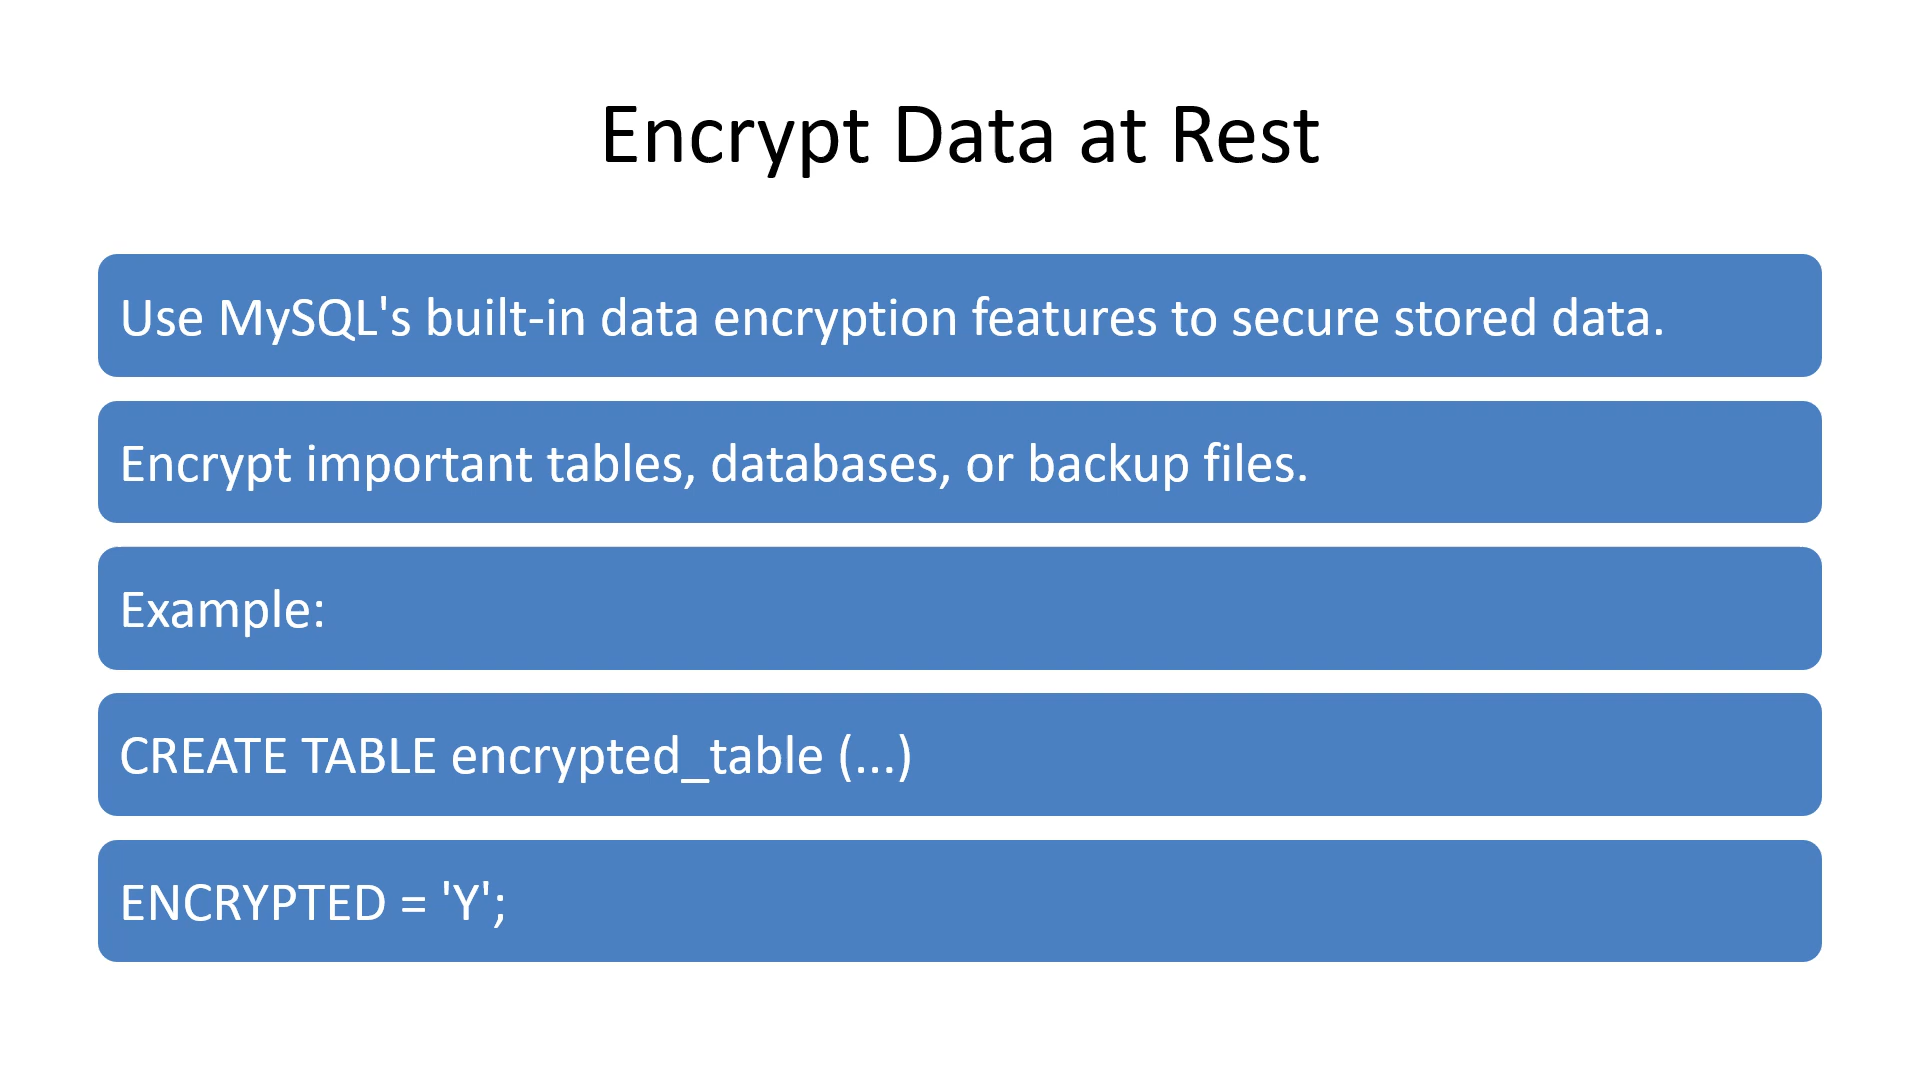 Encrypt Data at Rest
Use MySQL's built-in data encryption features to secure stored data.
Encrypt important tables, databases, or backup files.
Example:
CREATE TABLE encrypted_table (...)
ENCRYPTED = 'Y';